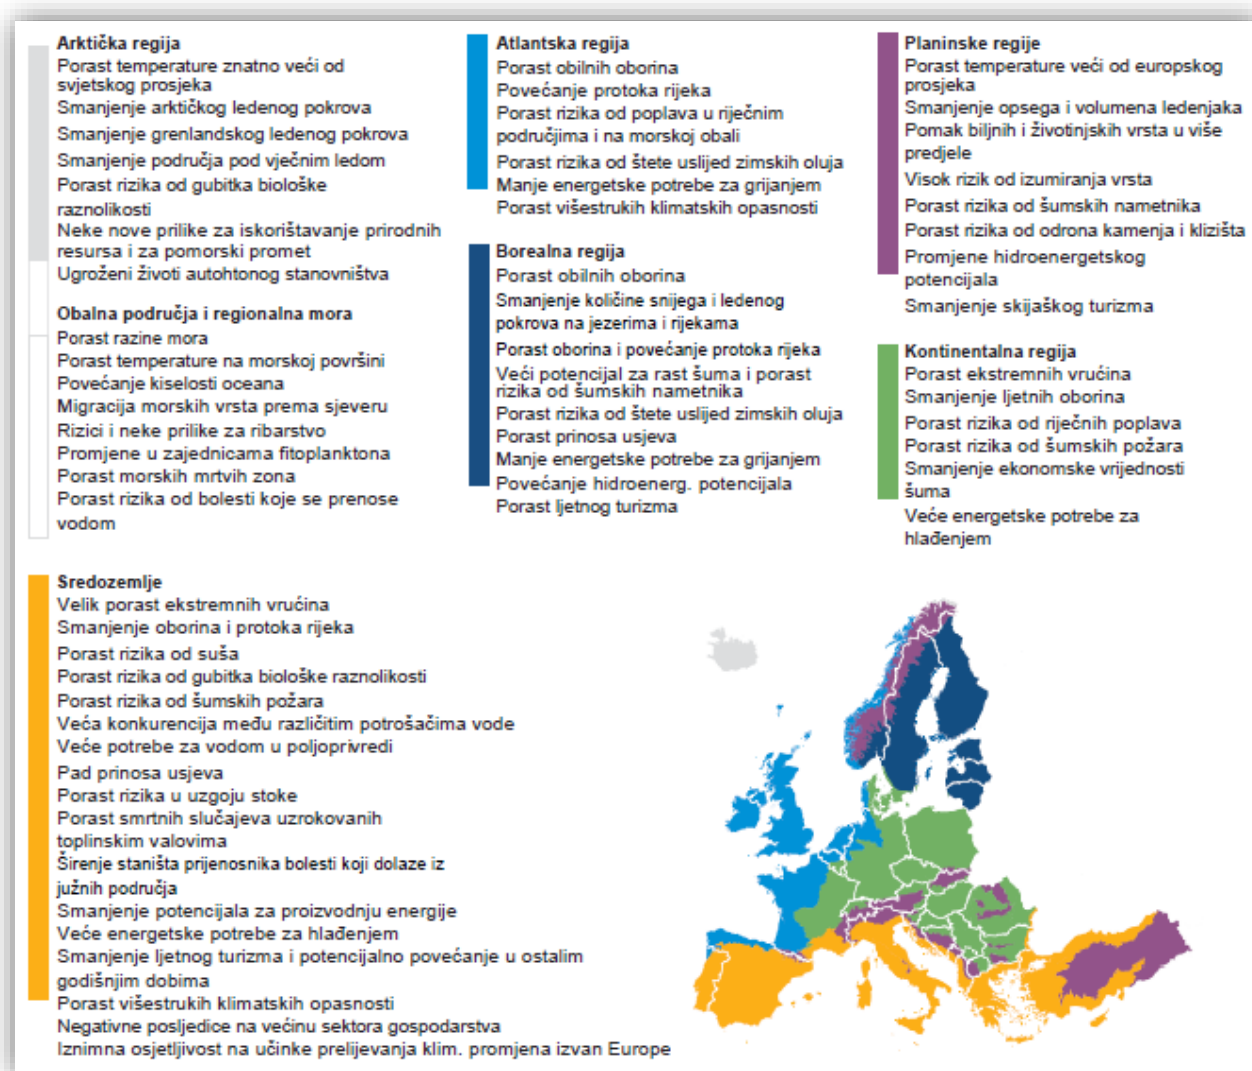 Arktička regija
Porast temperature znatno veći od
svjetskog prosjeka
Smanjenje arktičkog ledenog pokrova
Smanjenje grenlandskog ledenog pokrova
Smanjenje područja pod vječnim ledom
Porast rizika od gubitka biološke
raznolikosti
Neke nove prilike za iskorištavanje prirodnih
resursa i za pomorski promet
Ugroženi životi autohtonog stanovništva
Obalna područja i regionalna mora
Porast razine mora
Porast temperature na morskoj površini
Povećanje kiselosti oceana
Migracija morskih vrsta prema sjeveru
Rizici i neke prilike za ribarstvo
Promjene u zajednicama fitoplanktona
Porast morskih mrtvih zona
Porast rizika od bolesti koje se prenose
vodom
Atlantska regija
Porast obilnih oborina
Povećanje protoka rijeka
Porast rizika od poplava u riječnim
područjima i na morskoj obali
Porast rizika od štete uslijed zimskih oluja
Manje energetske potrebe za grijanjem
Porast višestrukih klimatskih opasnosti
Borealna regija
Porast obilnih oborina
Smanjenje količine snijega i ledenog
pokrova na jezerima i rijekama
Porast oborina i povećanje protoka rijeka
Veći potencijal za rast šuma i porast
rizika od šumskih nametnika
Porast rizika od štete uslijed zimskih oluja
Porast prinosa usjeva
Manje energetske potrebe za grijanjem
Povećanje hidroenerg. potencijala
Porast ljetnog turizma
Planinske regije
Porast temperature veći od europskog
prosjeka
Smanjenje opsega i volumena ledenjaka
Pomak biljnih i životinjskih vrsta u više
predjele
Visok rizik od izumiranja vrsta
Porast rizika od šumskih nametnika
Porast rizika od odrona kamenja i klizišta
Promjene hidroenergetskog
potencijala
Smanjenje skijaškog turizma
Kontinentalna regija
Porast ekstremnih vrućina
Smanjenje ljetnih oborina
Porast rizika od riječnih poplava
Porast rizika od šumskih požara
Smanjenje ekonomske vrijednosti
šuma
Veće energetske potrebe za
hlađenjem
Sredozemlje
Velik porast ekstremnih vrućina
Smanjenje oborina i protoka rijeka
Porast rizika od suša
Porast rizika od gubitka biološke raznolikosti
Porast rizika od šumskih požara
Veća konkurencija među različitim potrošačima vode
Veće potrebe za vodom u poljoprivredi
Pad prinosa usjeva
Porast rizika u uzgoju stoke
Porast smrtnih slučajeva uzrokovanih
toplinskim valovima
Širenje staništa prijenosnika bolesti koji dolaze iz
južnih područja
Smanjenje potencijala za proizvodnju energije
Veće energetske potrebe za hlađenjem
Smanjenje ljetnog turizma i potencijalno povećanje u ostalim
godišnjim dobima
Porast višestrukih klimatskih opasnosti
Negativne posljedice na većinu sektora gospodarstva
Iznimna osjetljivost na učinke prelijevanja klim. promjena izvan Europe